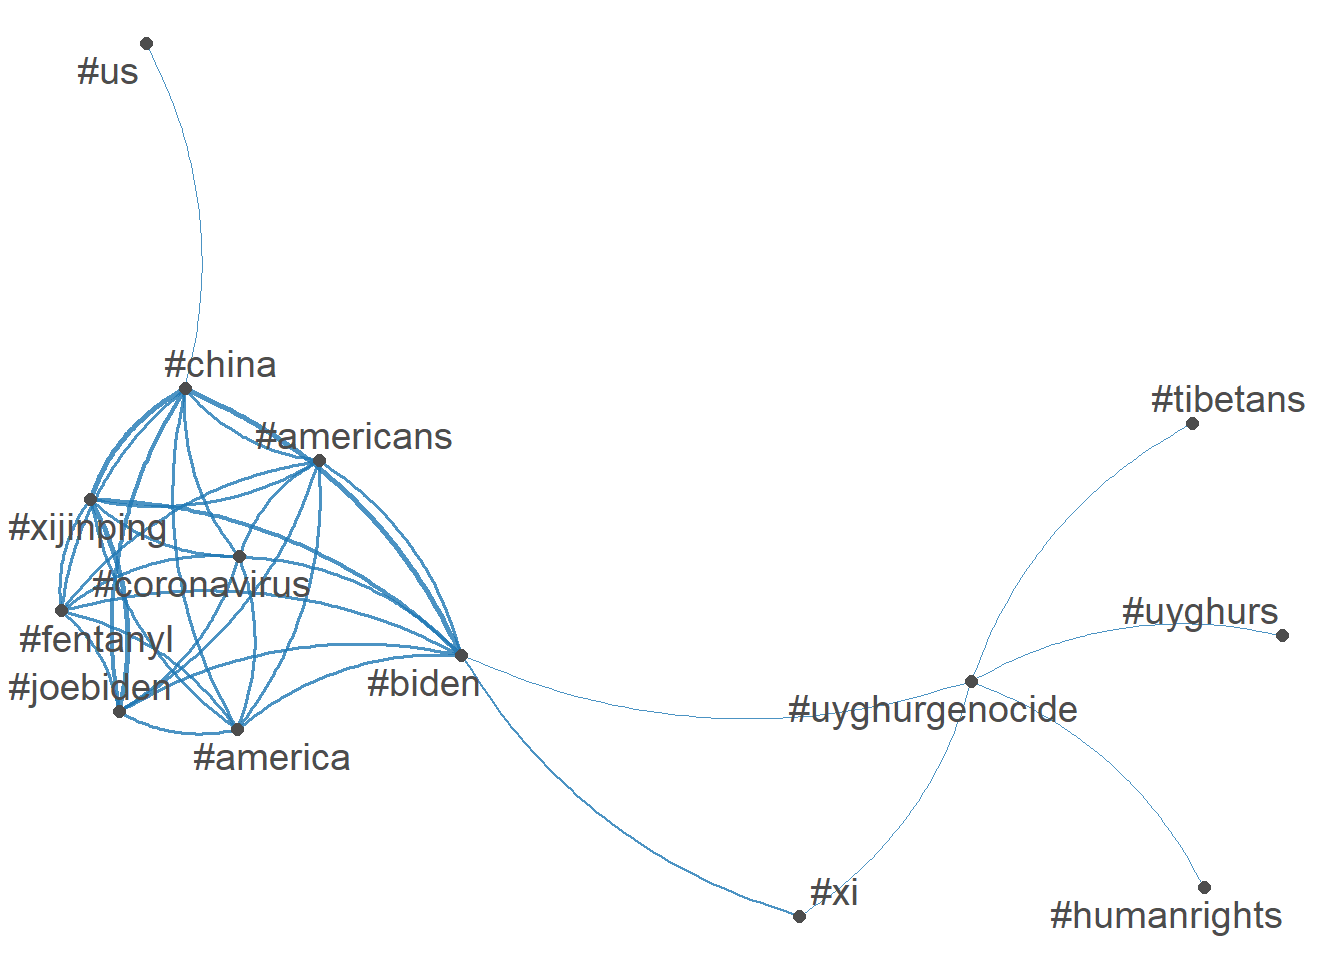 #us
#china
#tibetans
#americans
#xijinping
#coronavirus
#uyghurs
#fentanyl
#joebiden
#biden
#uyghurgenocide
#america
#xi
#humanrights